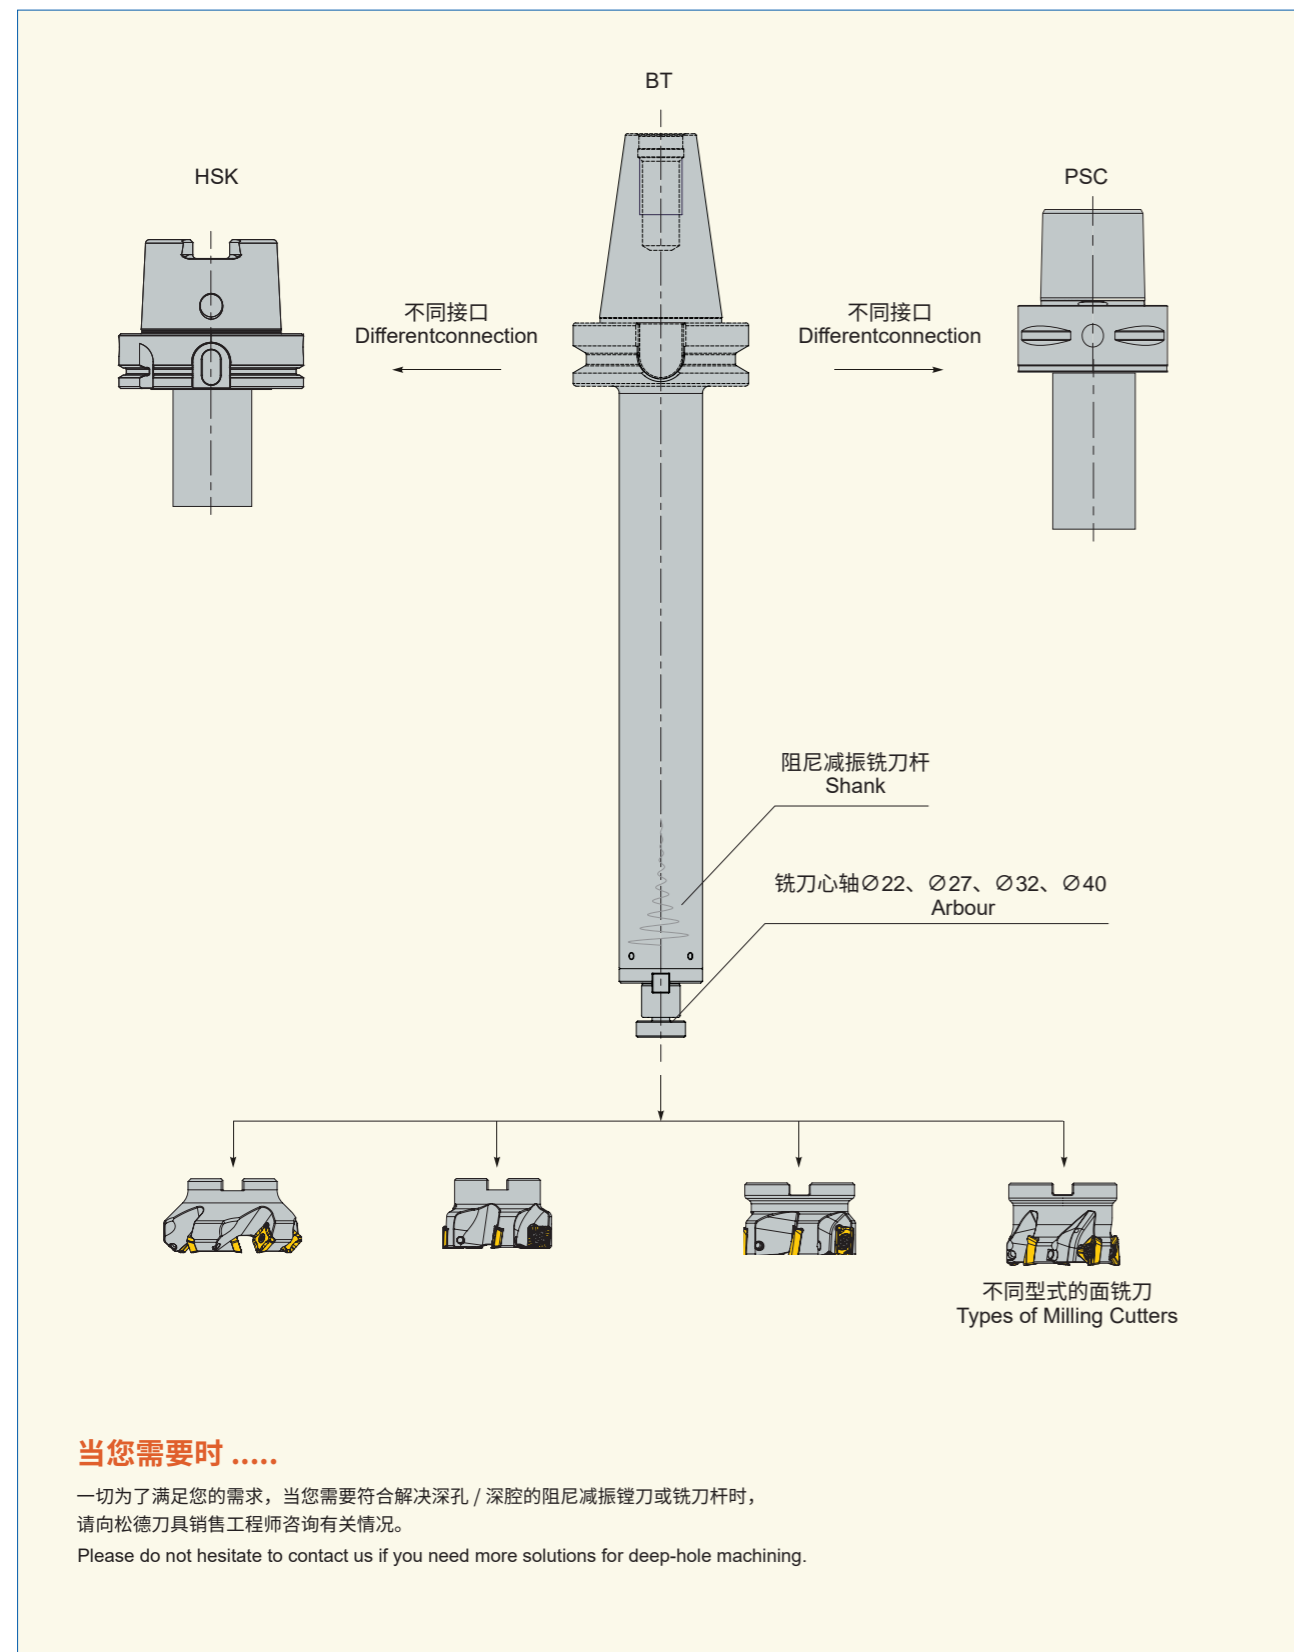 BT
HSK
PSC
不同接口
Differentconnection
不同接口
Differentconnection
阻尼减振铣刀杆
Shank
铣刀心轴∅22、∅27、∅32、∅40
Arbour
不同型式的面铣刀
Types of Milling Cutters
当您需要时 .....
一切为了满足您的需求，当您需要符合解决深孔 / 深腔的阻尼减振镗刀或铣刀杆时，
请向松德刀具销售工程师咨询有关情况。
Please do not hesitate to contact us if you need more solutions for deep-hole machining.